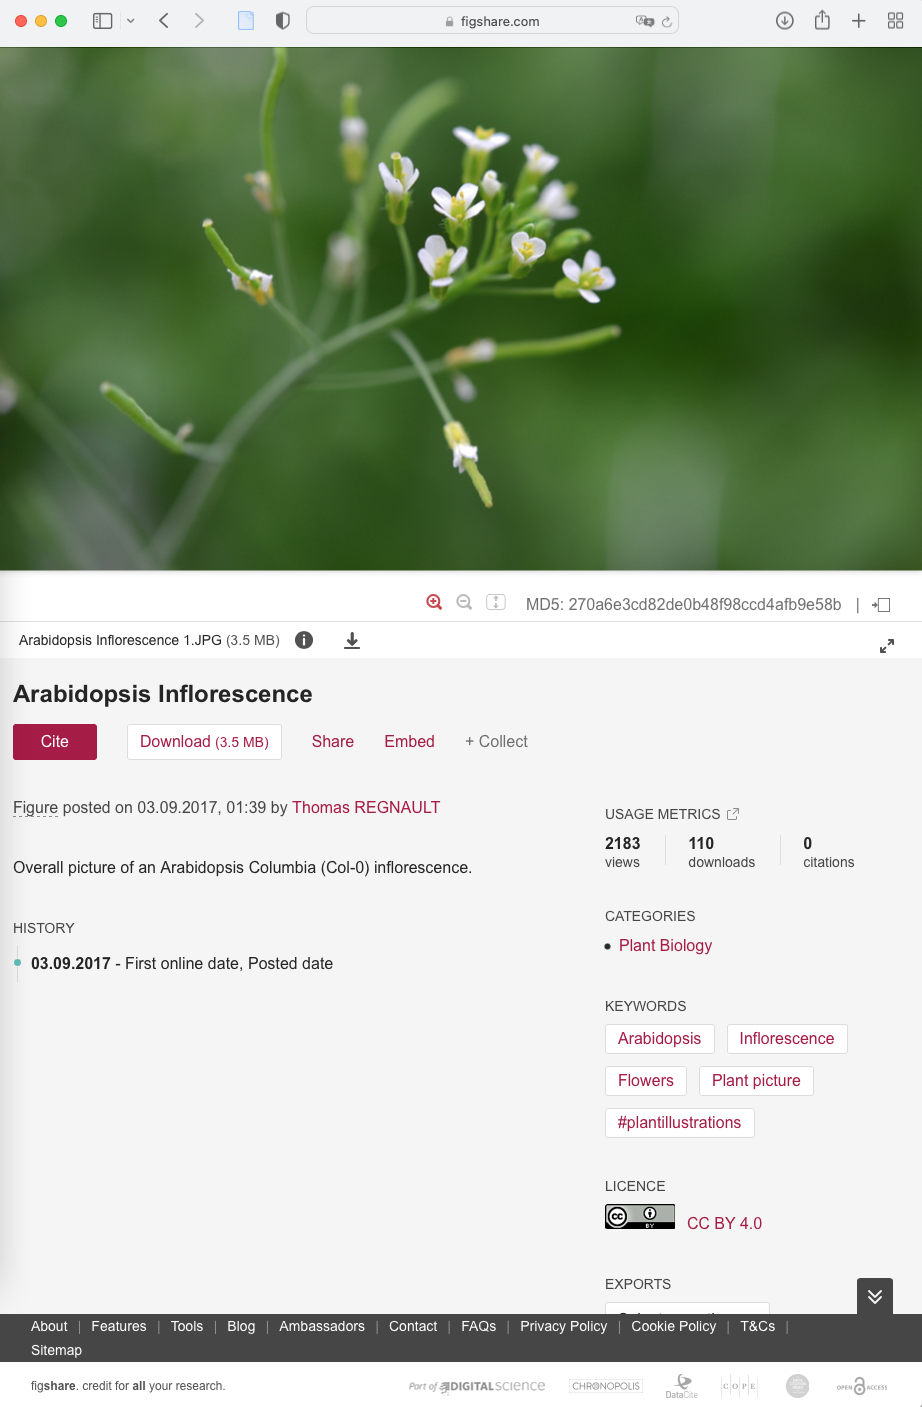 figshare.com
MD5: 270a6e3cd82de0b48f98ccd4afb9e58b |
Arabidopsis Inflorescence 1.JPG (3.5 MB)
Arabidopsis Inflorescence
Cite Download (3.5 MB) Share Embed + Collect
Figure posted on 03.09.2017, 01:39 by Thomas REGNAULT
Overall picture of an Arabidopsis Columbia (Col-0) inflorescence.
HISTORY
03.09.2017 - First online date, Posted date
USAGE METRICS
2183 110 0
views downloads citations
CATEGORIES
Plant Biology
KEYWORDS
Arabidopsis Inflorescence
Flowers Plant picture
#plantillustrations
LICENCE
CC BY CC BY 4.0
EXPORTS
About | Features | Tools | Blog | Ambassadors | Contact | FAQs | Privacy Policy | Cookie Policy | T&Cs |
Sitemap
figshare. credit for all your research.
Part of DIGITALSCIENCE CHRONOPOLIS DataCite COPE OPEN ACCESS